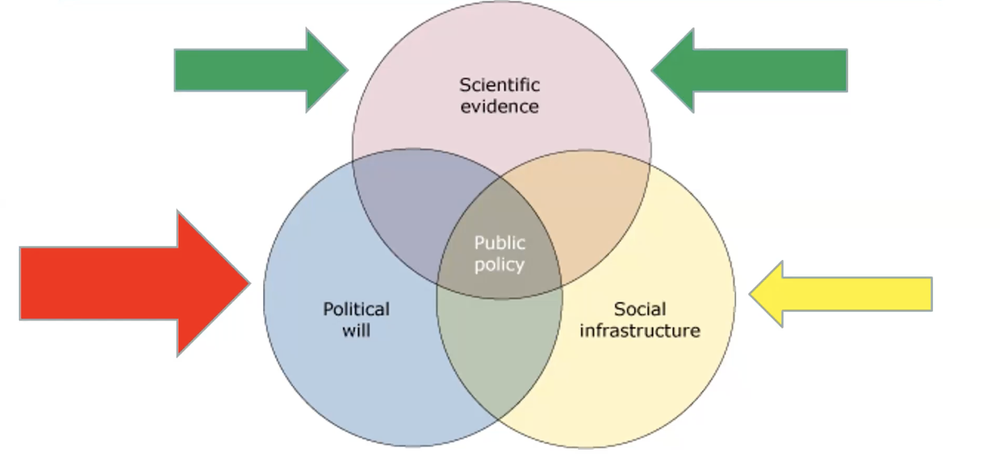 Scientific
evidence
Public
policy
Political
will
Social
infrastructure